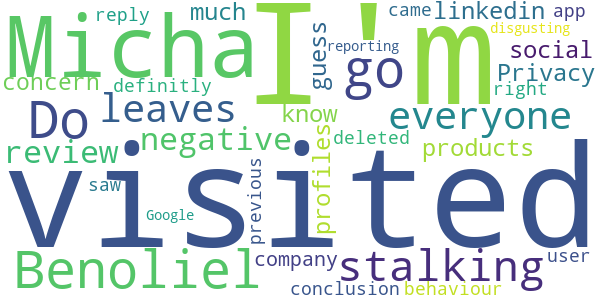 Micha I'm go
much reply guess came linkedin app
reporting disgusting social
concern definitly Privacy right
Do leaves know everyone
review negative profiles deleted products
visited
saw Google previous
Benoliel company stalking user
conclusion behaviour